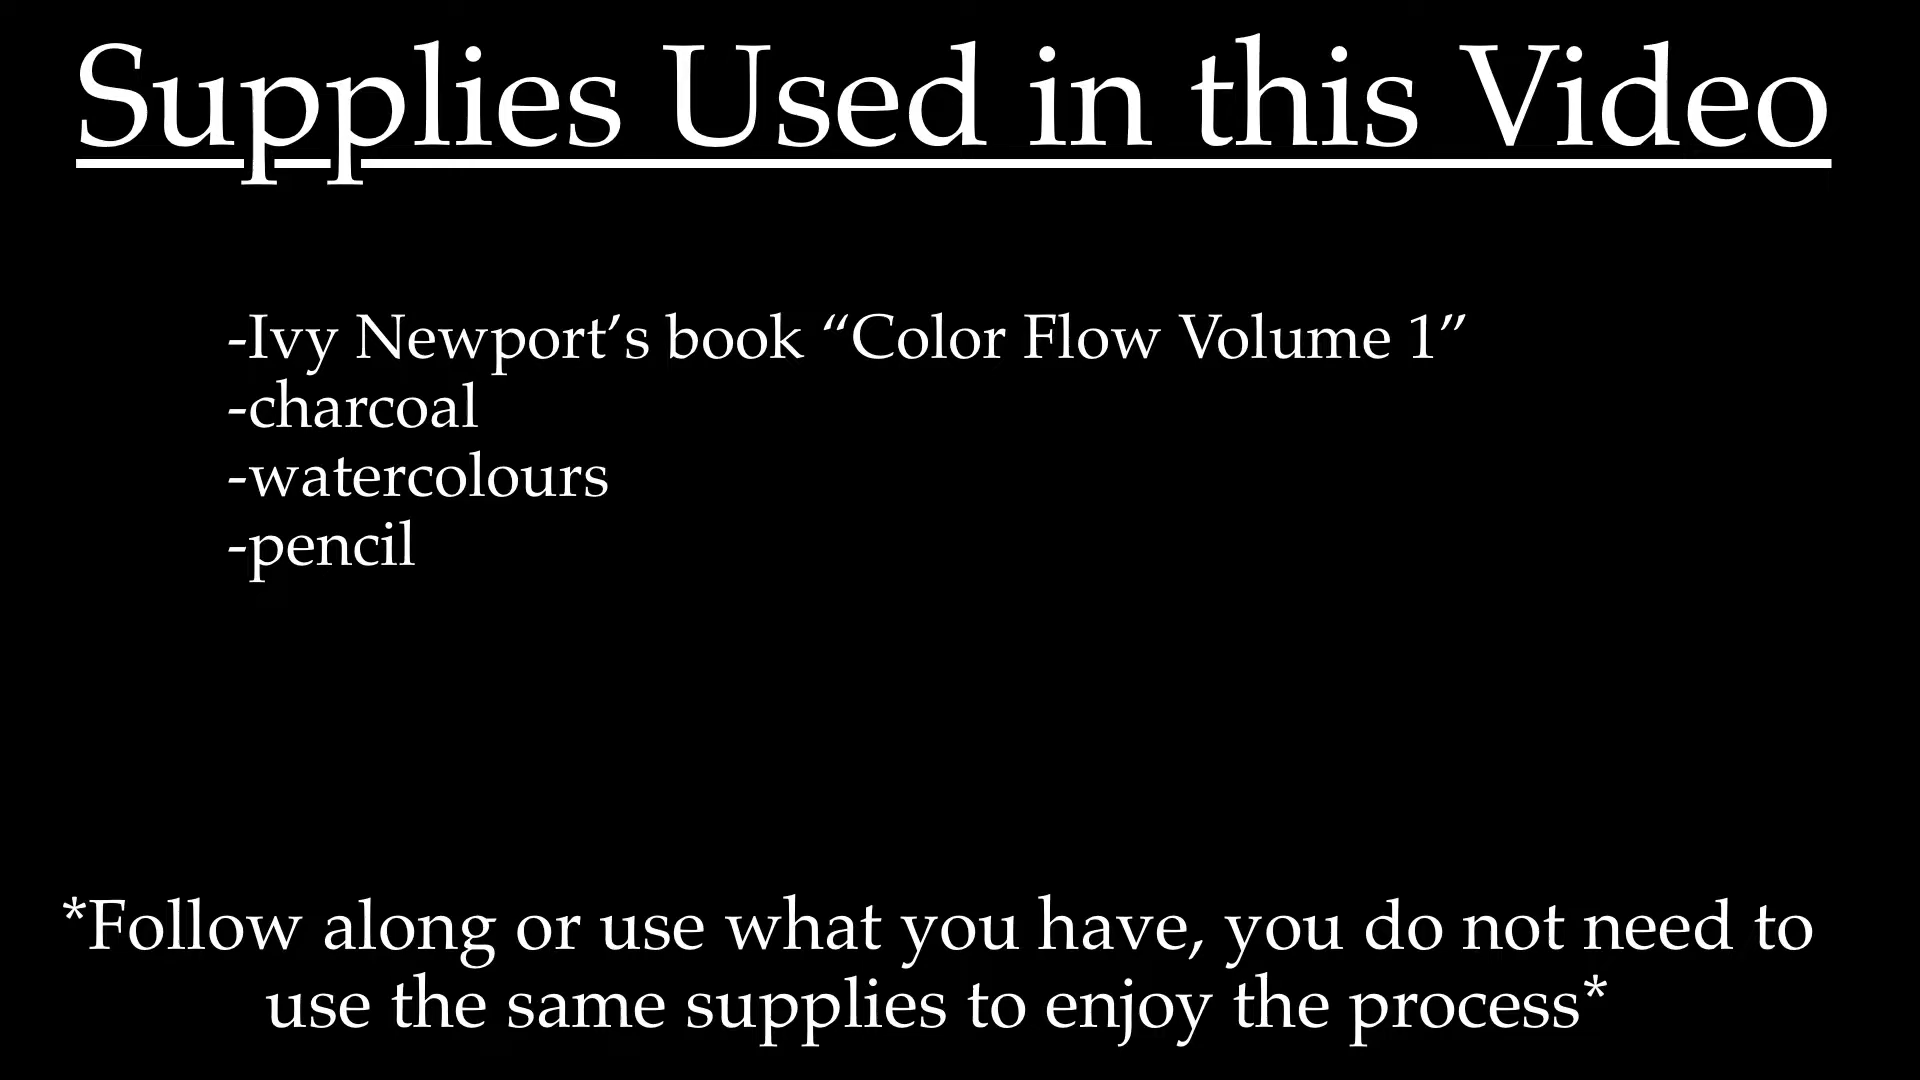 Supplies Used in this Video
-Ivy Newport’s book “Color Flow Volume 1”
-charcoal
-watercolours
-pencil
*Follow along or use what you have, you do not need to
use the same supplies to enjoy the process*